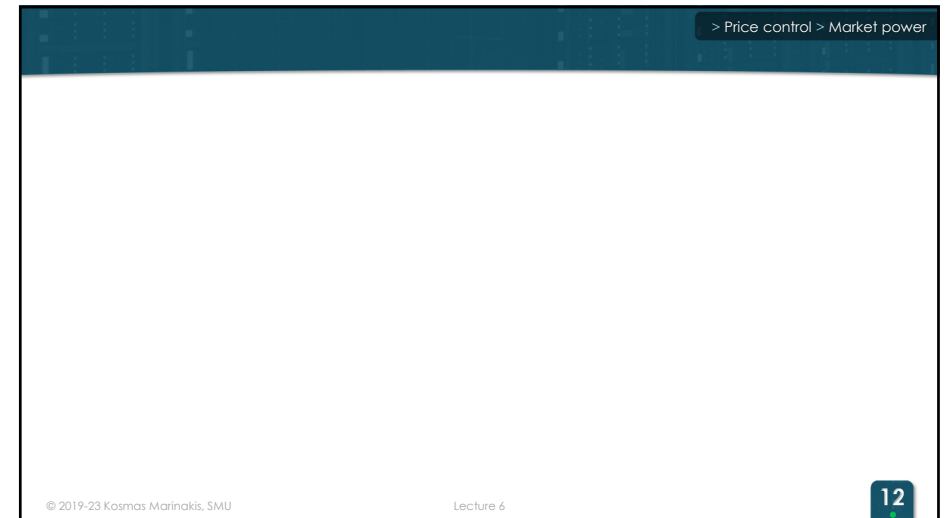 > Price control > Market power
© 2019-23 Kosmas Marinakis, SMU
Lecture 6
12